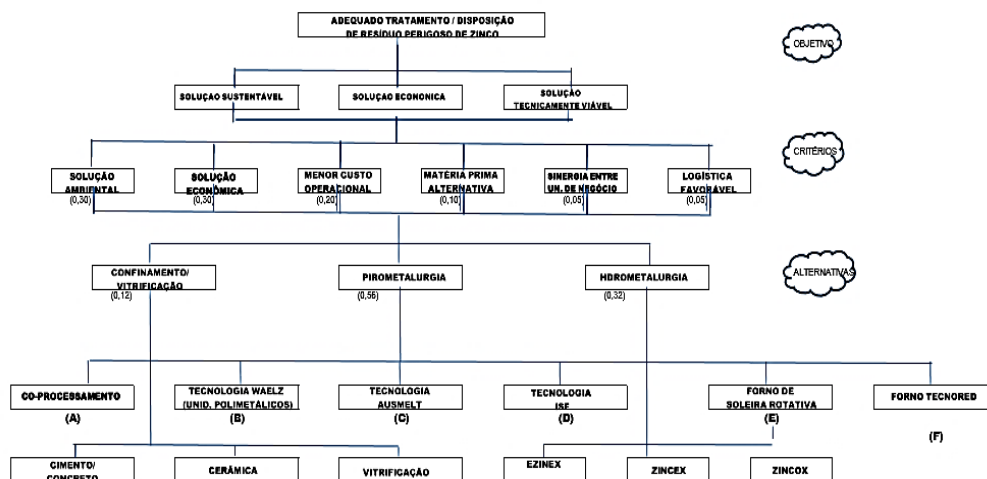 ADEQUADO TRATAMENTO / DISPOSIÇÃO
DE RESÍDUO PERIGOSO DE ZINCO
OBJETIVO
SOLUÇAO SUSTENTÁVEL
SOLUÇAO ECONOMICA
SOLUÇÃO
TECNICAMENTE VIÁVEL
CRITÉRIOS
SOLUÇÃO
AMBIENTAL
(0,30)
SOLUÇÃO
ECONÔMICA
(0,30)
MENOR CUSTO
OPERACIONAL
(0,20)
MATÉRIA PRIMA
ALTERNATIVA
(0,10)
SINERGIA ENTRE
UN. DE NEGÓCIO
(0,05)
LOGÍSTICA
FAVORÁVEL
(0,05)
CONFINAMENTO/
VITRIFICAÇÃO
(0,12)
PIROMETALURGIA
(0,56)
HDROMETALURGIA
(0,32)
ALTERNATIVAS
CO-PROCESSAMENTO
(A)
TECNOLOGIA WAELZ
(UNID. POLIMETÁLICOS)
(B)
TECNOLOGIA
AUSMELT
(C)
TECNOLOGIA
ISF
(D)
FORNO DE
SOLEIRA ROTATIVA
(E)
FORNO TECNORED
(F)
CIMENTO/
CONCRETO
CERÂMICA
VITRIFICAÇÃO
EZINEX
ZINCEX
ZINCOX